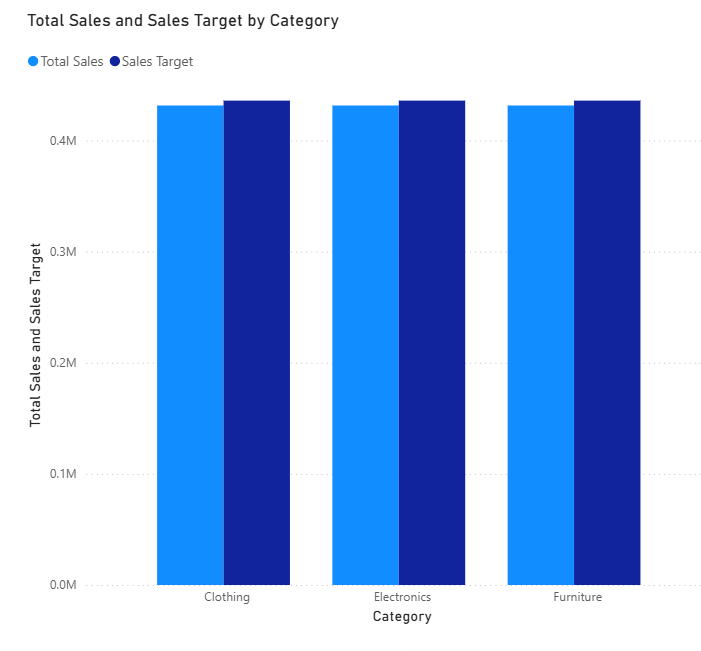 Total Sales and Sales Target by Category
Total Sales Sales Target
0.4M
0.3M
0.2M
0.1M
0.0M
Total Sales and Sales Target
Clothing Electronics Furniture
Category